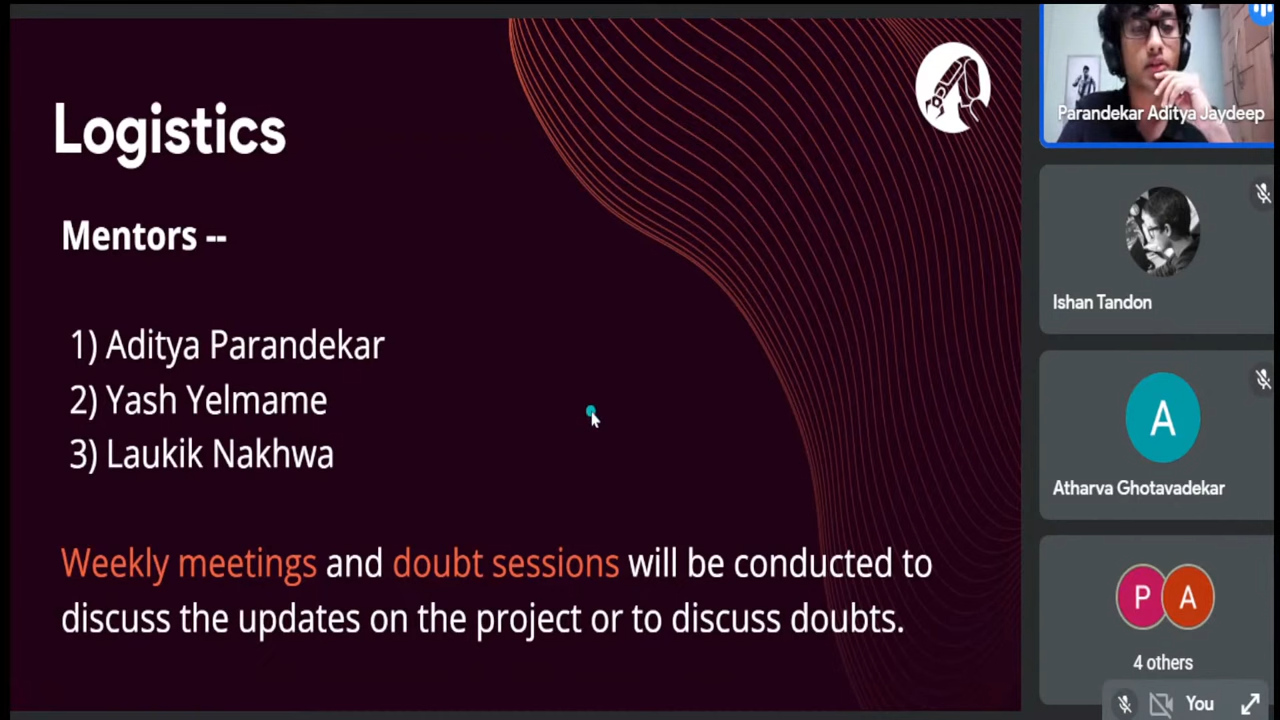 Logistics
Mentors --
1) Aditya Parandekar
2) Yash Yelmame
3) Laukik Nakhwa
Weekly meetings and doubt sessions will be conducted to
discuss the updates on the project or to discuss doubts.
Parandekar Aditya Jaydeep
Ishan Tandon
A
Atharva Ghotavadekar
P A
4 others
You